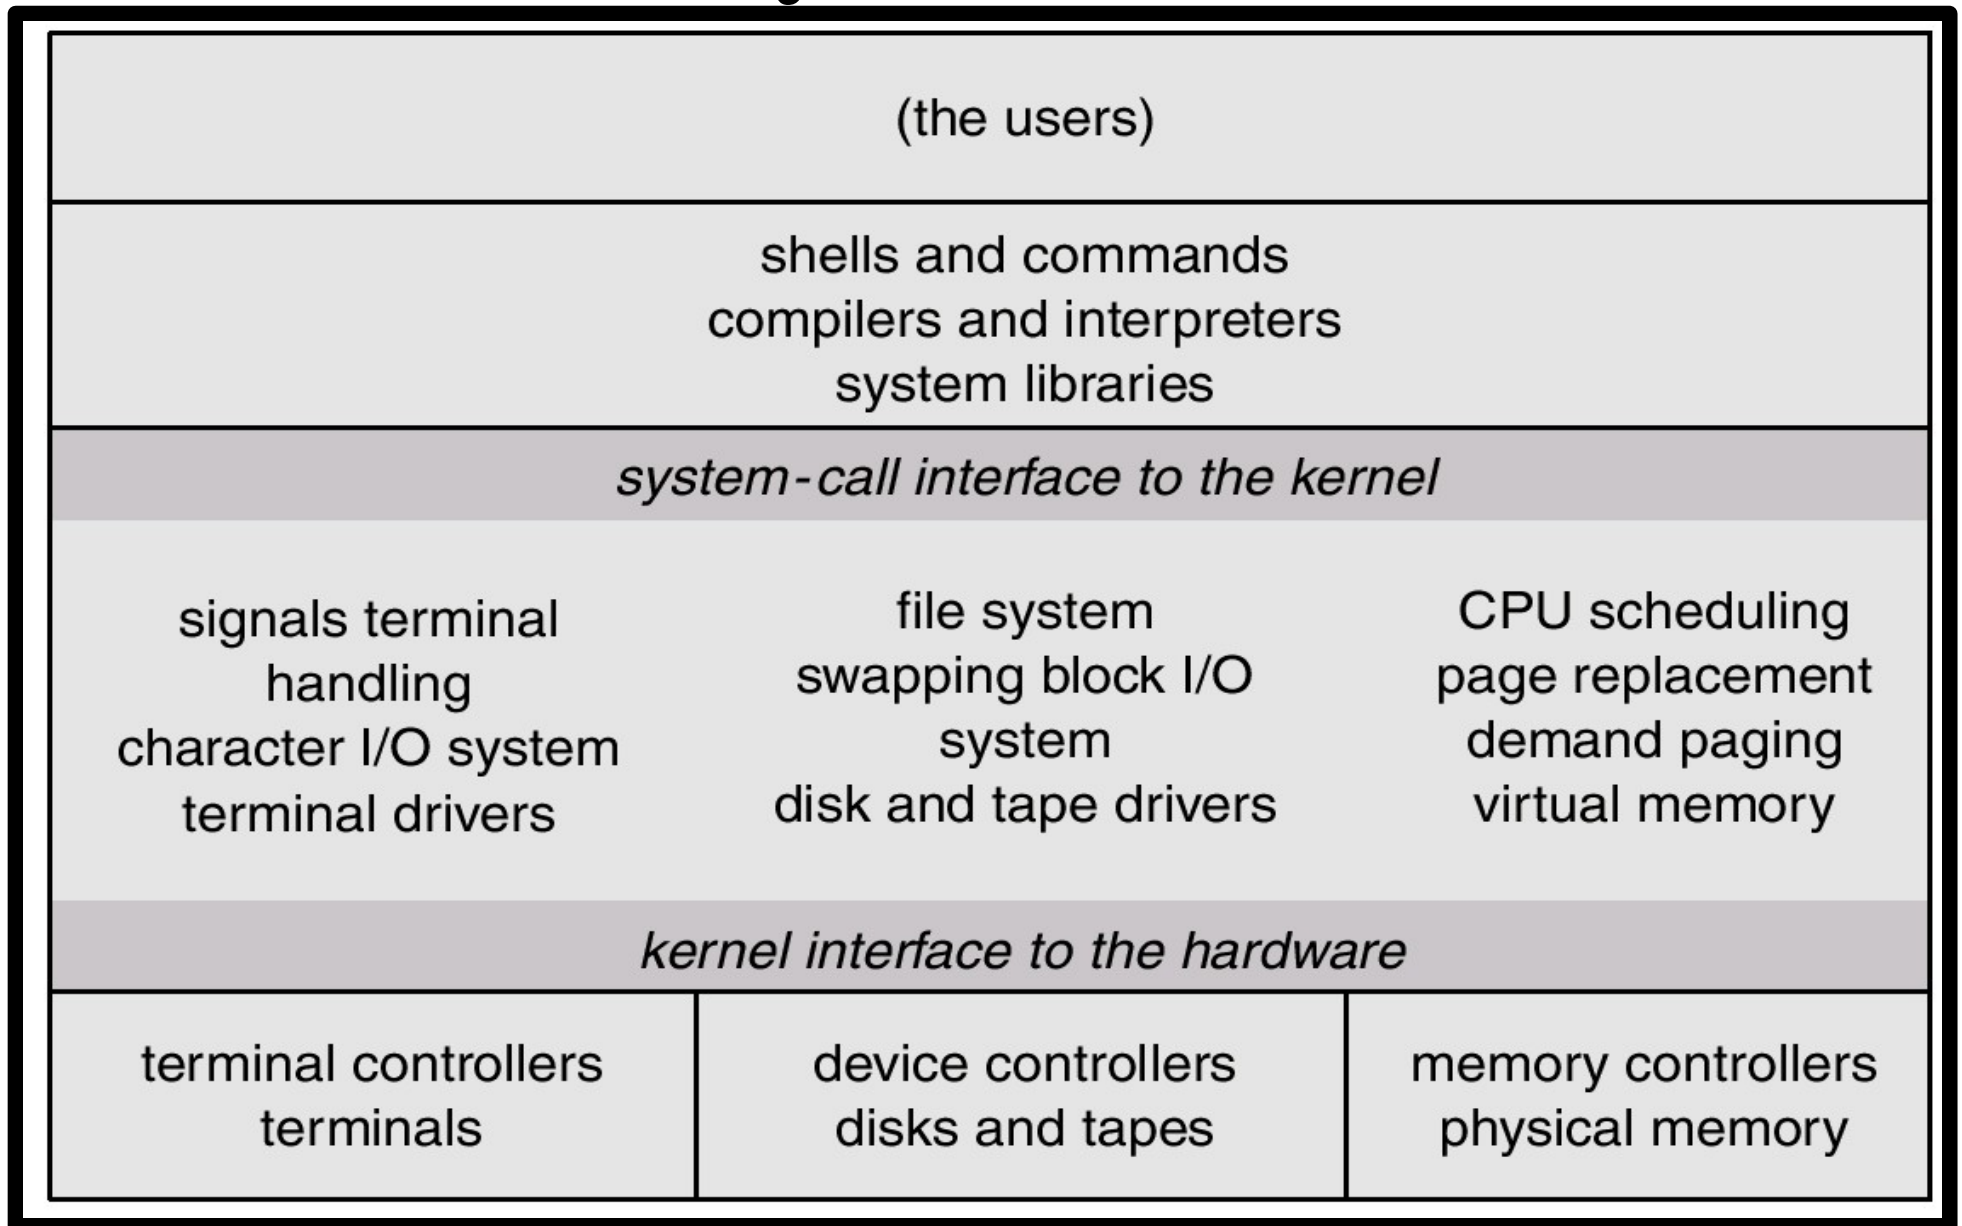 (the users)
shells and commands
compilers and interpreters
system libraries
system-call interface to the kernel
signals terminal
handling
character I/O system
terminal drivers
file system
swapping block I/O
system
disk and tape drivers
CPU scheduling
page replacement
demand paging
virtual memory
kernel interface to the hardware
terminal controllers
terminals
device controllers
disks and tapes
memory controllers
physical memory